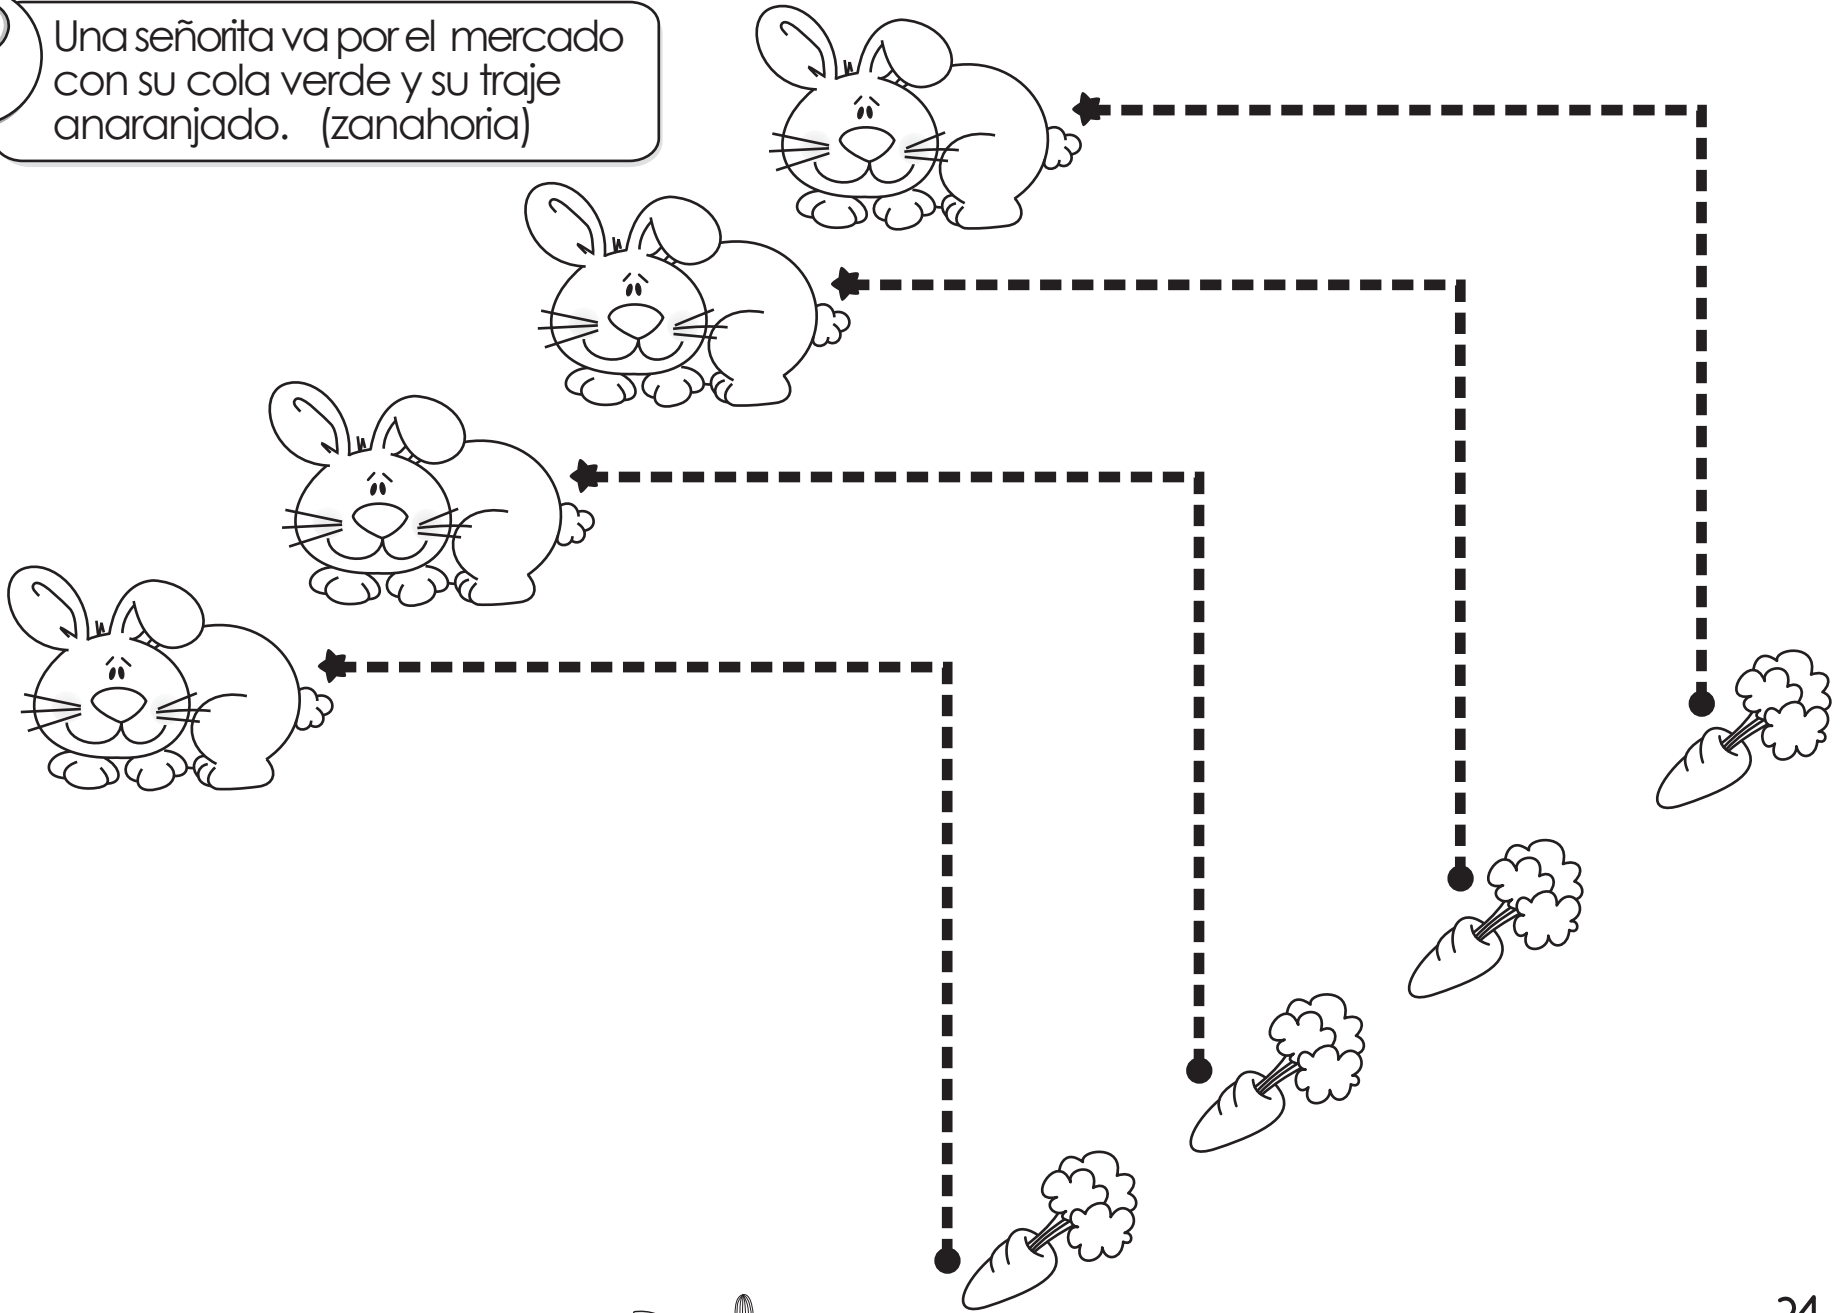 Una señorita va por el mercado
con su cola verde y su traje
anaranjado. (zanahoria)